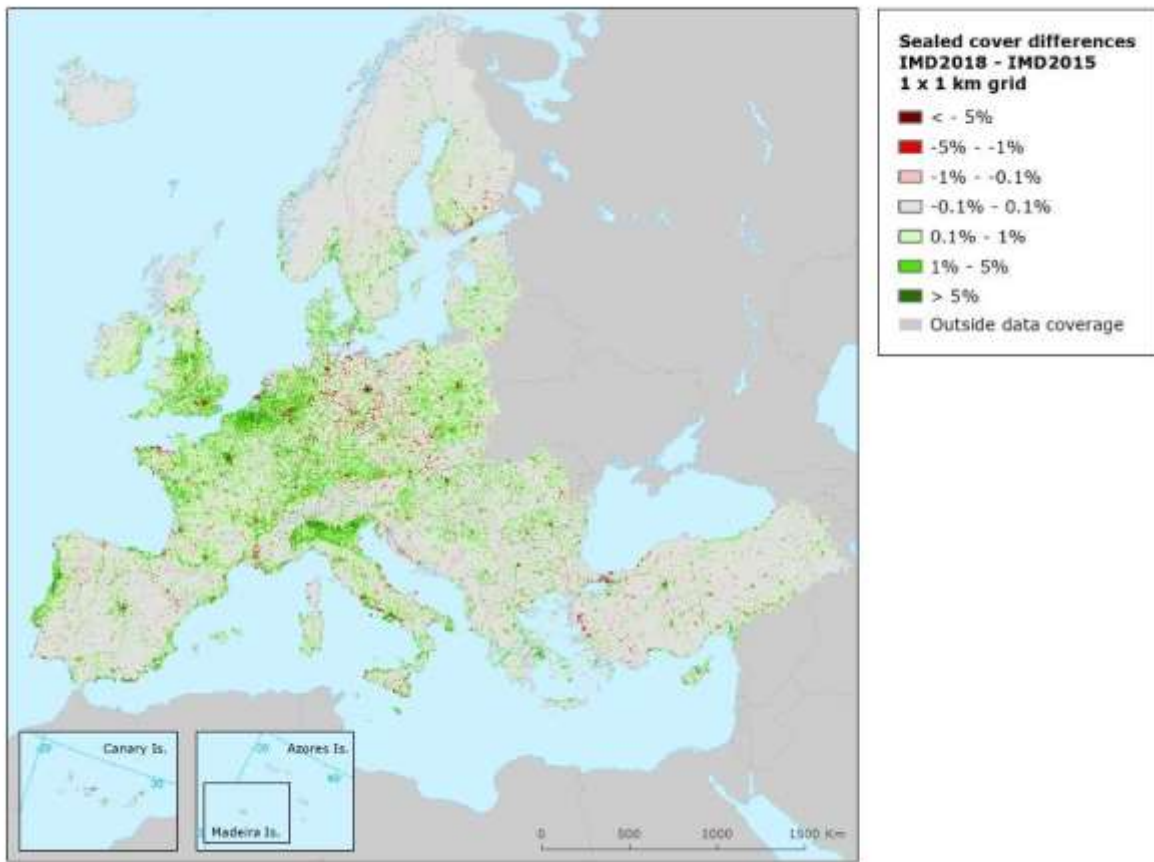 Sealed cover differences
IMD2018 - IMD2015
1 x 1 km grid
< - 5%
-5% - -1%
-1% - -0.1%
-0.1% - 0.1%
0.1% - 1%
1% - 5%
> 5%
Outside data coverage
Canary Is.
30
Azores Is.
40
Madeira Is.
0 500 1000 1500 Km